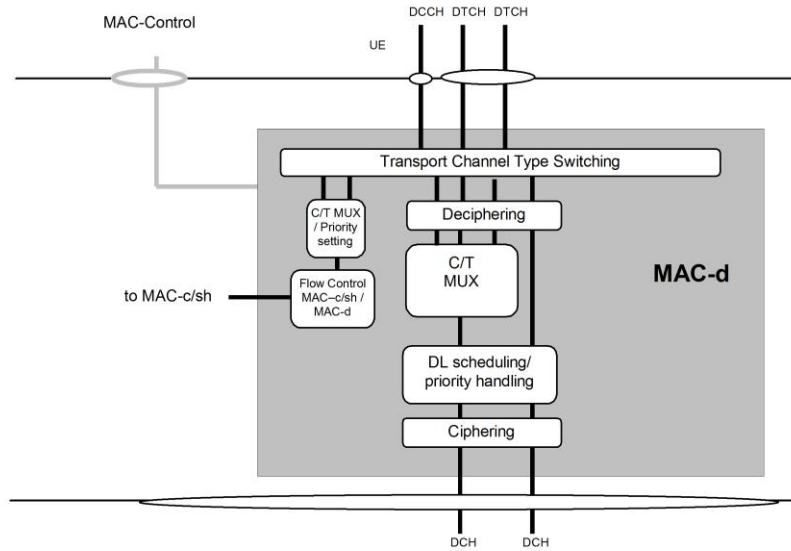 MAC-Control
DCCH DTCH DTCH
UE
Transport Channel Type Switching
C/T MUX
/ Priority
setting
Deciphering
C/T
MUX
MAC-d
Flow Control
MAC–c/sh /
MAC-d
to MAC-c/sh
DL scheduling/
priority handling
Ciphering
DCH DCH